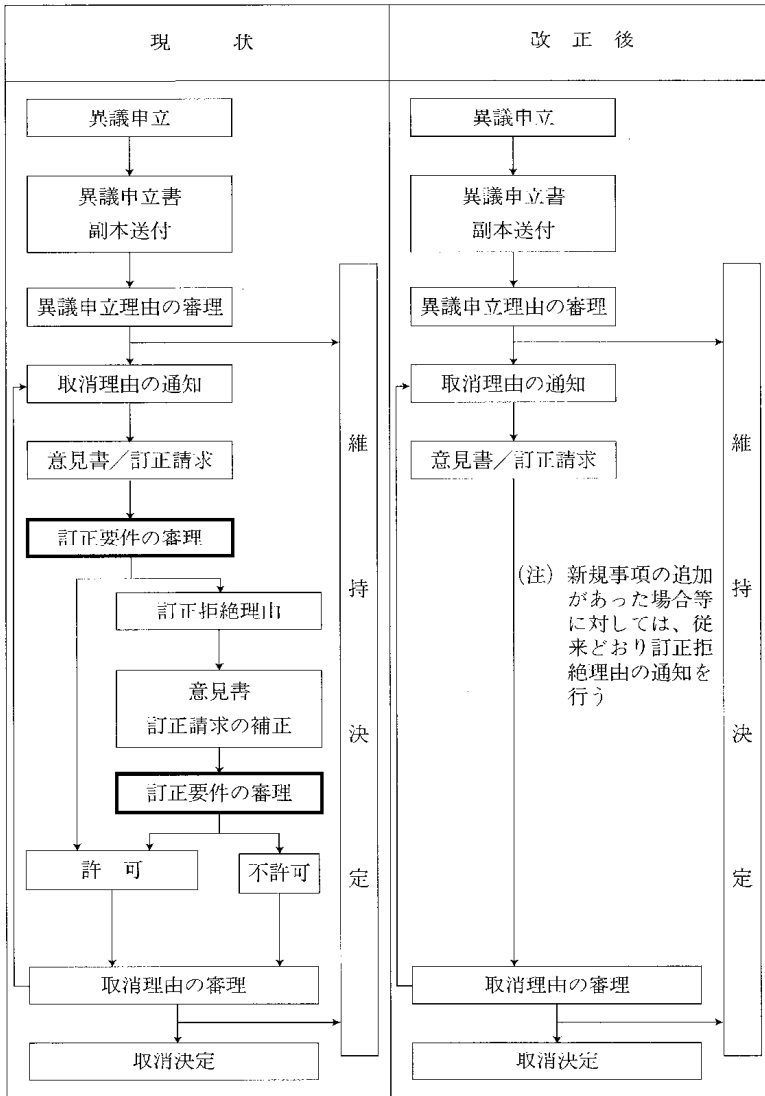 現状
異議申立
異議申立書
副本送付
異議申立理由の審理
取消理由の通知
意見書／訂正請求
訂正要件の審理
訂正拒絶理由
意見書
訂正請求の補正
訂正要件の審理
許可
不許可
取消理由の審理
取消決定
維持決定
改正後
異議申立
異議申立書
副本送付
異議申立理由の審理
取消理由の通知
意見書／訂正請求
(注) 新規事項の追加
があった場合等
に対しては、従
来どおり訂正拒
絶理由の通知を
行う
取消理由の審理
取消決定
維持決定